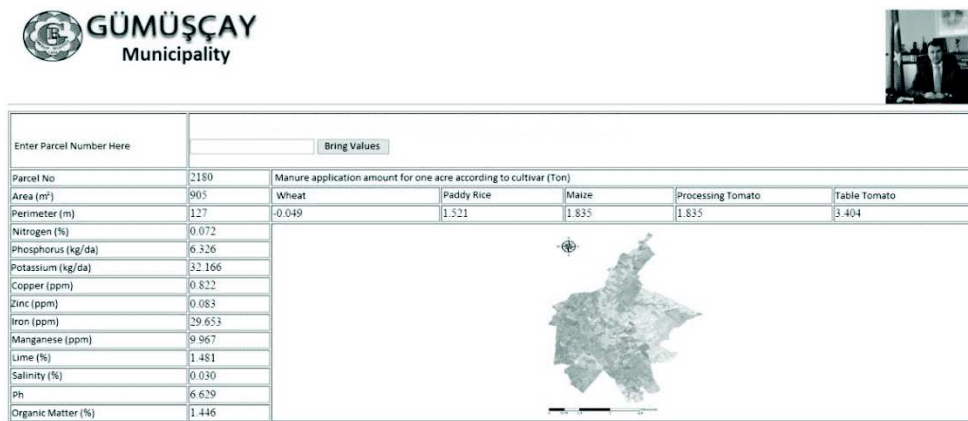 GÜMÜŞÇAY
Municipality
Enter Parcel Number Here
Bring Values
Parcel No 2180 Manure application amount for one acre according to cultivar (Ton)
Area (m²) 905 Wheat Paddy Rice Maize Processing Tomato Table Tomato
Perimeter (m) 127 -0.049 1.521 1.835 1.835 3.404
Nitrogen (%) 0.072
Phosphorus (kg/da) 6.326
Potassium (kg/da) 32.166
Copper (ppm) 0.822
Zinc (ppm) 0.083
Iron (ppm) 29.653
Manganese (ppm) 9.967
Lime (%) 1.481
Salinity (%) 0.030
Ph 6.629
Organic Matter (%) 1.446